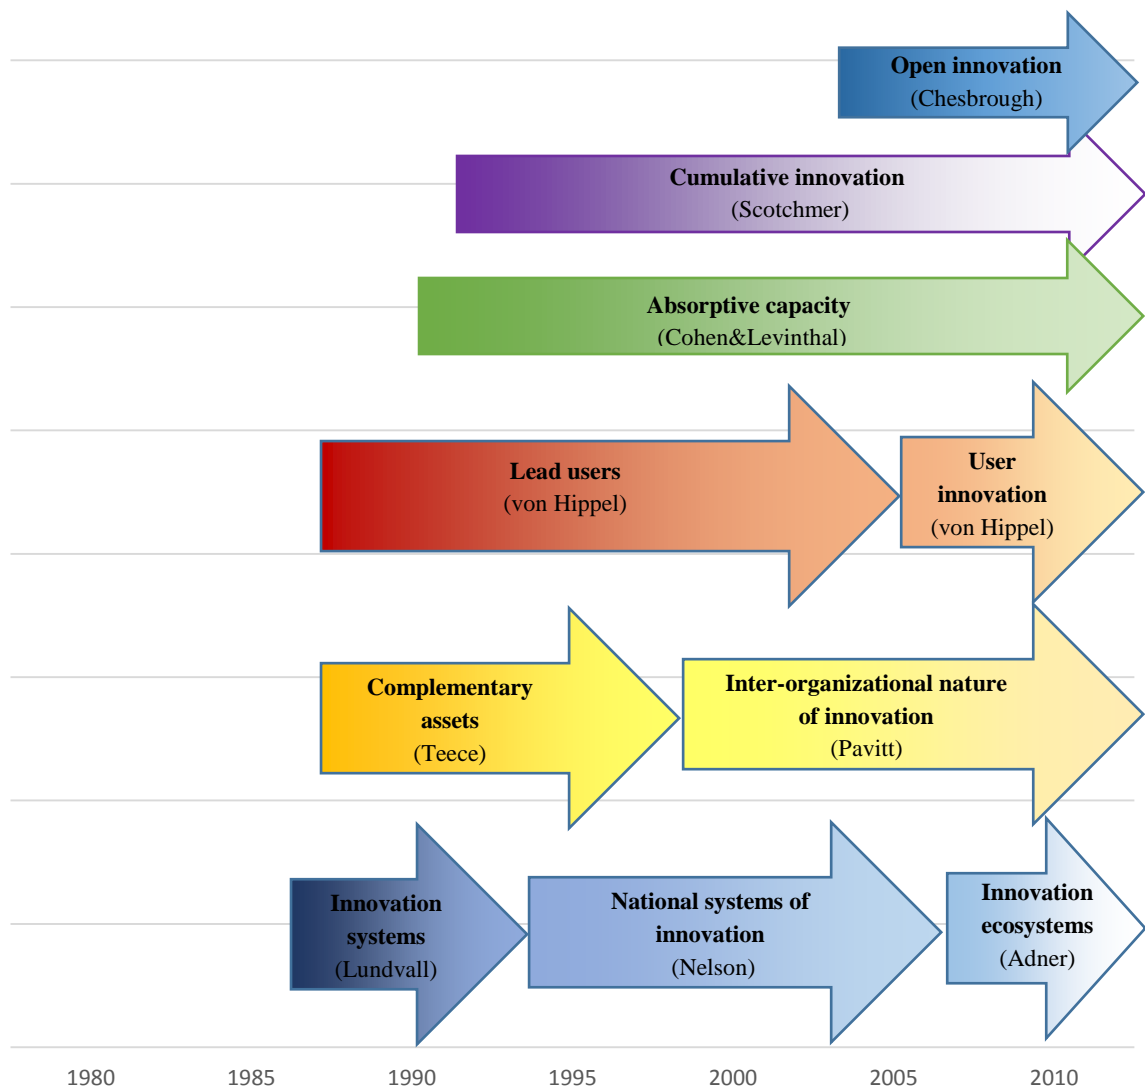 Open innovation
(Chesbrough)
Cumulative innovation
(Scotchmer)
Absorptive capacity
(Cohen&Levinthal)
Lead users
(von Hippel)
User
innovation
(von Hippel)
Complementary
assets
(Teece)
Inter-organizational nature
of innovation
(Pavitt)
Innovation
systems
(Lundvall)
National systems of
innovation
(Nelson)
Innovation
ecosystems
(Adner)
1980 1985 1990 1995 2000 2005 2010